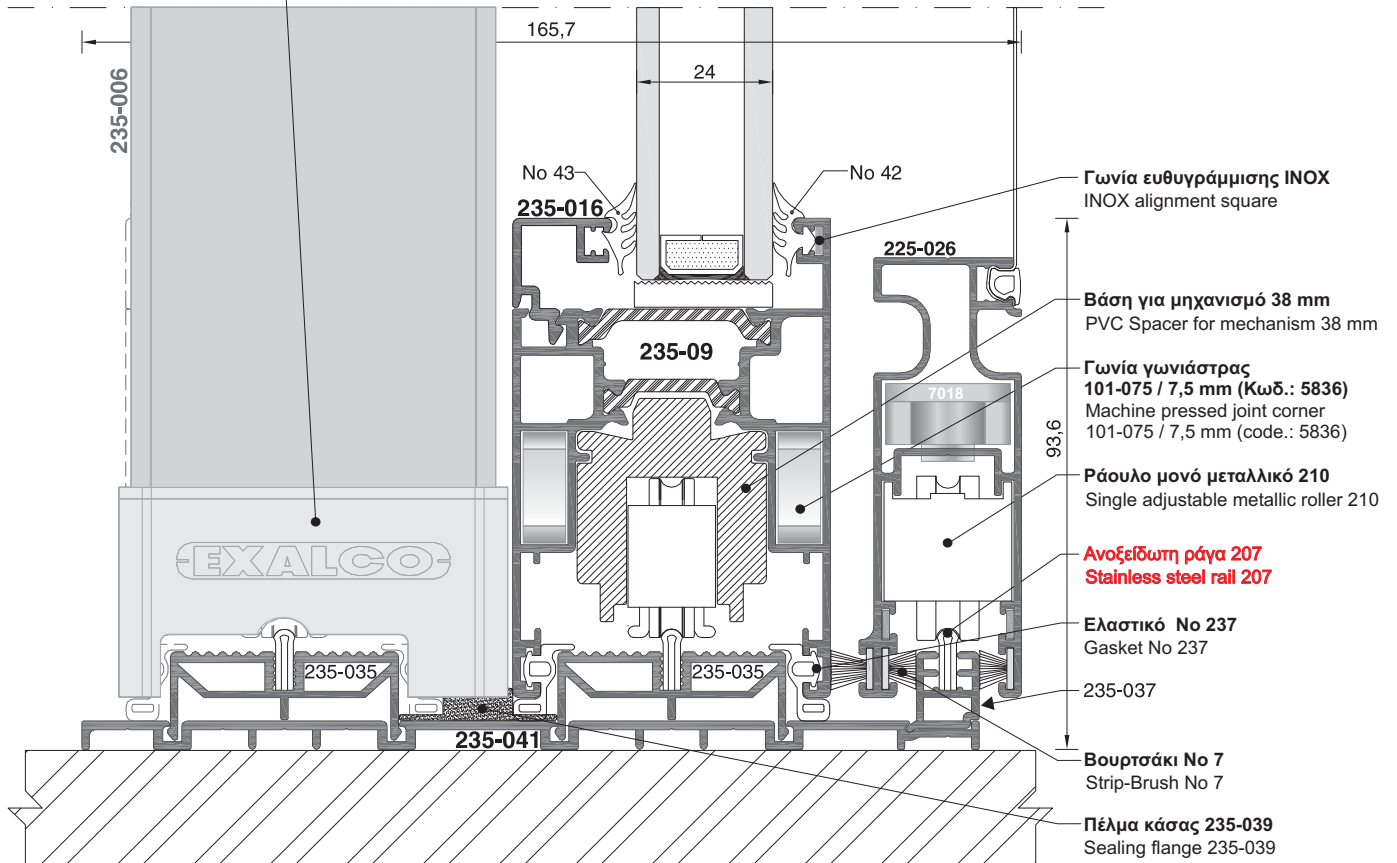 165,7
24
235-006
No 43
No 42
235-016
225-026
235-09
7018
93,6
EXALCO
235-035
235-035
235-041
Γωνία ευθυγράμμισης INOX
INOX alignment square
Βάση για μηχανισμό 38 mm
PVC Spacer for mechanism 38 mm
Γωνία γωνιάστρας
101-075 / 7,5 mm (Κωδ.: 5836)
Machine pressed joint corner
101-075 / 7,5 mm (code.: 5836)
Ράουλο μονό μεταλλικό 210
Single adjustable metallic roller 210
Ανοξείδωτη ράγα 207
Stainless steel rail 207
Ελαστικό No 237
Gasket No 237
235-037
Βουρτσάκι No 7
Strip-Brush No 7
Πέλμα κάσας 235-039
Sealing flange 235-039